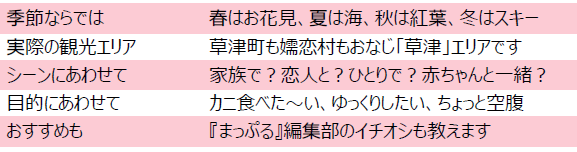 季節ならでは 春はお花見、夏は海、秋は紅葉、冬はスキー
実際の観光エリア 草津町も嬬恋村もおなじ「草津」エリアです
シーンにあわせて 家族で？恋人と？ひとりで？赤ちゃんと一緒？
目的にあわせて カニ食べた～い、ゆっくりしたい、ちょっと空腹
おすすめも 『まっぷる』編集部のイチオシも教えます